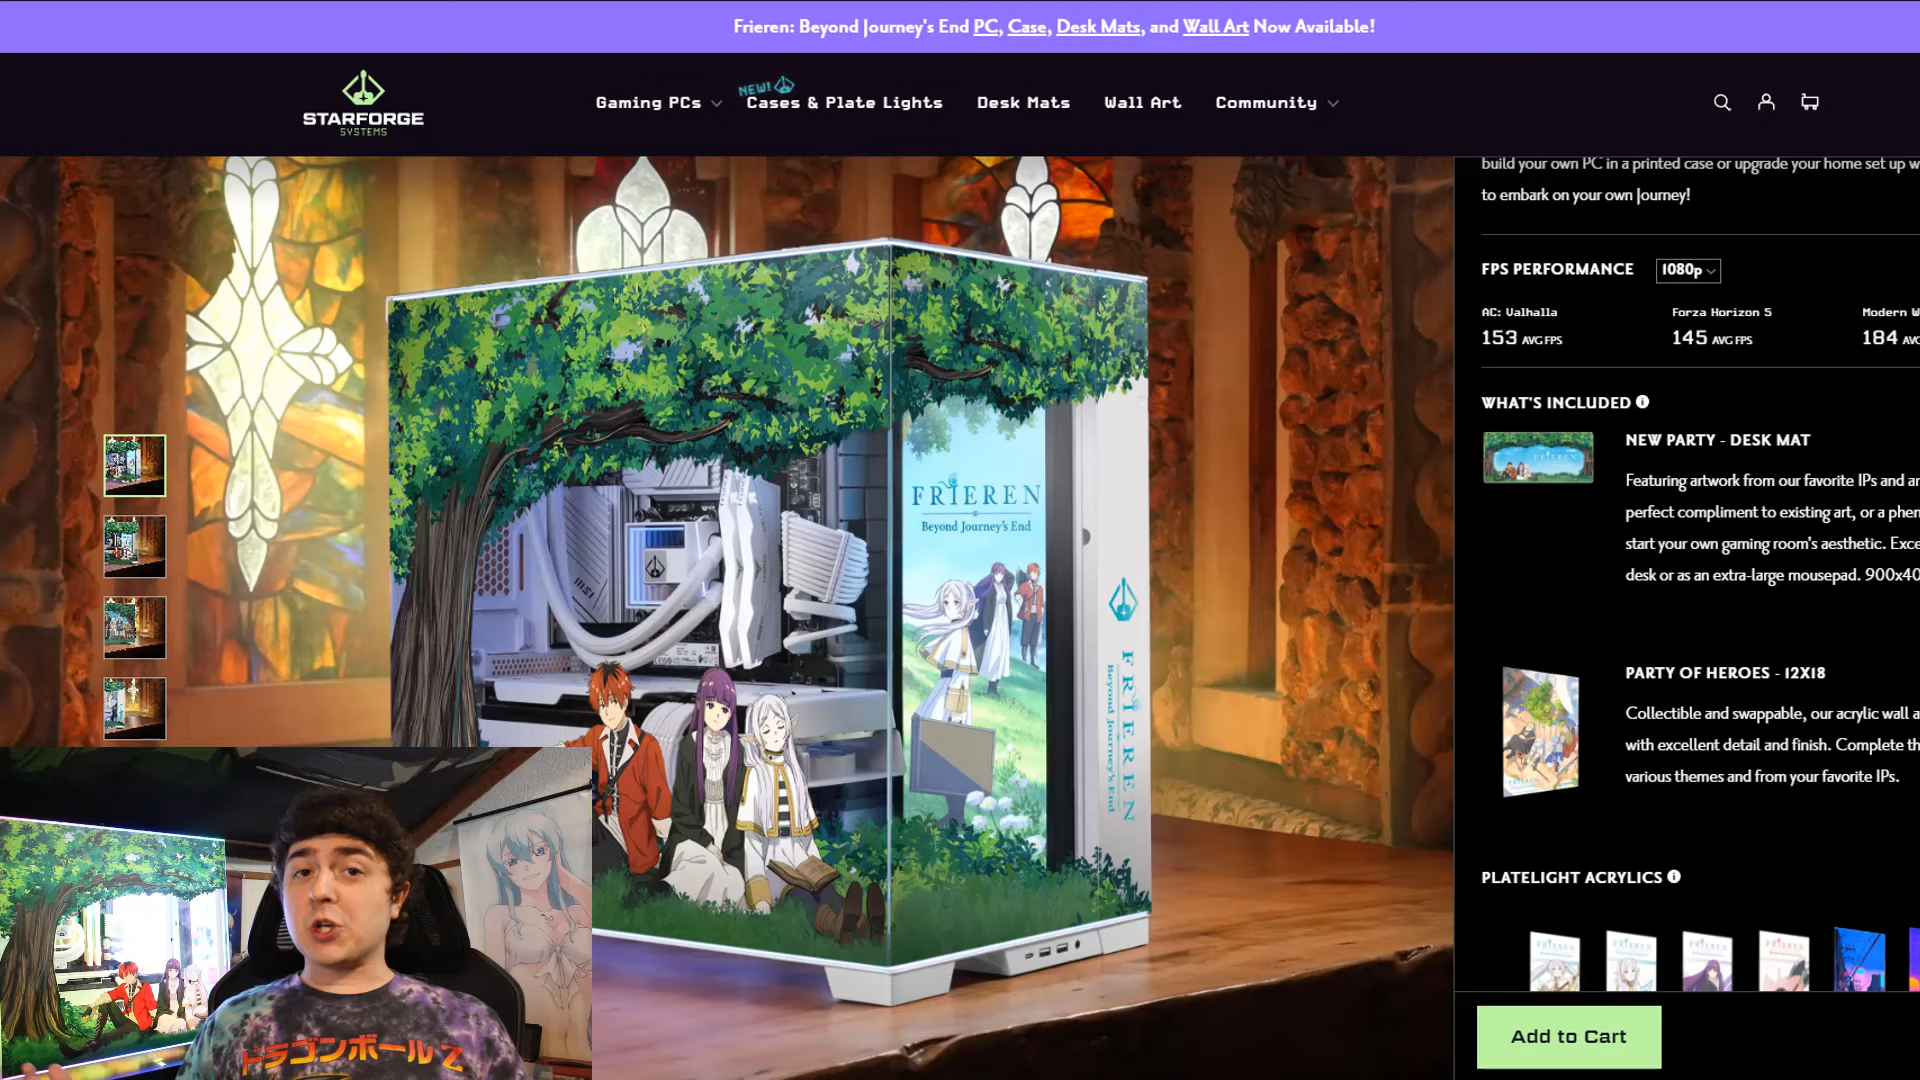 Frieren: Beyond Journey's End PC, Case, Desk Mats, and Wall Art Now Available!
STARFORGE
SYSTEMS
Gaming PCs
NEW!
Cases & Plate Lights
Desk Mats
Wall Art
Community
build your own PC in a printed case or upgrade your home set up w
to embark on your own Journey!
FPS PERFORMANCE
1080p
AC: Valhalla
153 AVG FPS
Forza Horizon 5
145 AVG FPS
Modern W
184 AVG
WHAT'S INCLUDED
NEW PARTY - DESK MAT
Featuring artwork from our favorite IPs and ar
perfect compliment to existing art, or a phen
start your own gaming room's aesthetic. Exce
desk or as an extra-large mousepad. 900x40
PARTY OF HEROES - 12X18
Collectible and swappable, our acrylic wall a
with excellent detail and finish. Complete th
various themes and from your favorite IPs.
PLATELIGHT ACRYLICS
Add to Cart
FRIEREN
Beyond Journey's End
FRIEREN
Beyond Journey's End
msi
ドラゴンボールZ